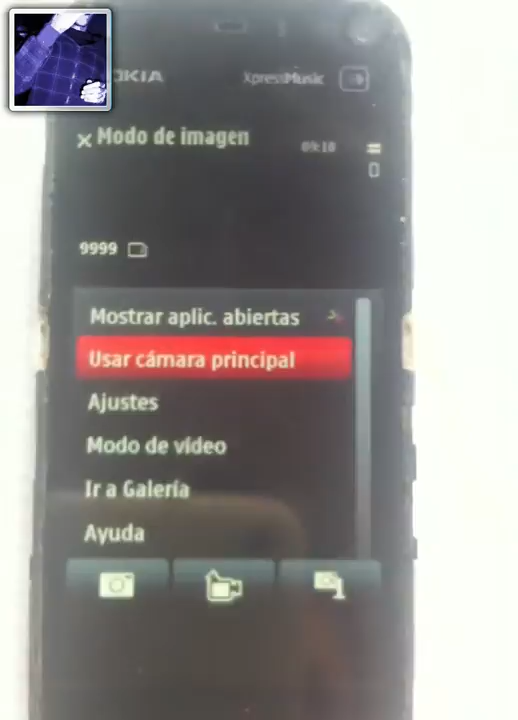 NOKIA XpressMusic
Modo de imagen 09:18
9999
Mostrar aplic. abiertas
Usar cámara principal
Ajustes
Modo de vídeo
Ir a Galería
Ayuda